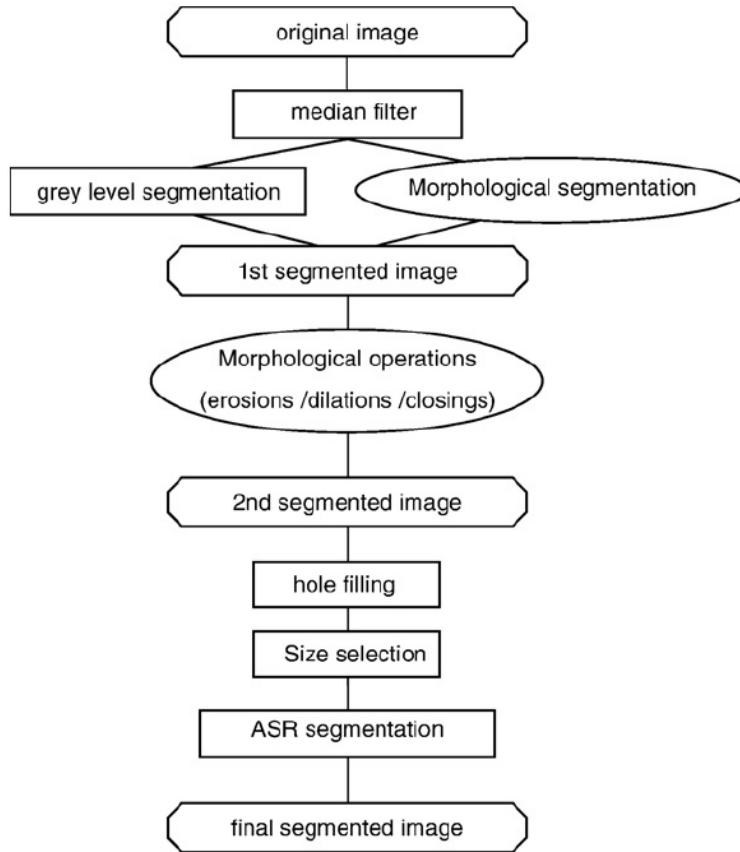 original image
median filter
grey level segmentation
Morphological segmentation
1st segmented image
Morphological operations
(erosions /dilations /closings)
2nd segmented image
hole filling
Size selection
ASR segmentation
final segmented image